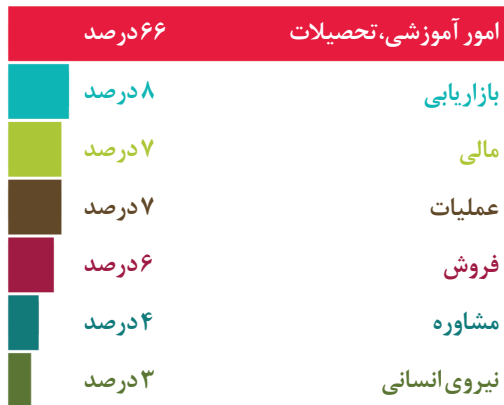 امور آموزشی، تحصیلات ۶۶ درصد
بازاریابی ۸ درصد
مالی ۷ درصد
عملیات ۷ درصد
فروش ۶ درصد
مشاوره ۴ درصد
نیروی انسانی ۳ درصد